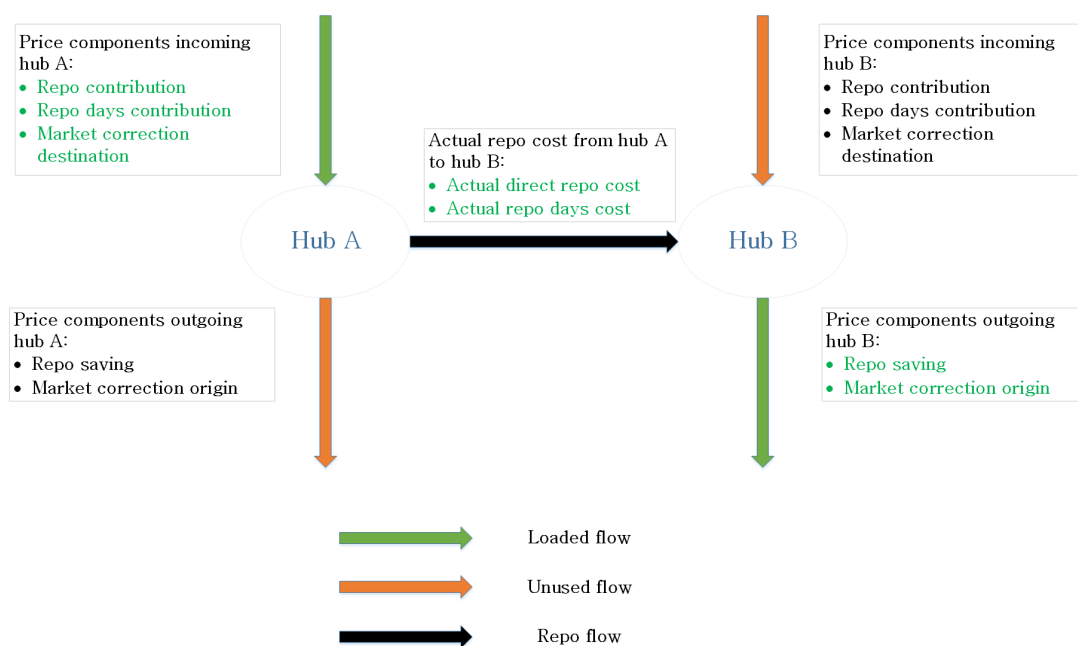 Price components incoming
hub A:
• Repo contribution
• Repo days contribution
• Market correction
destination
Price components incoming
hub B:
• Repo contribution
• Repo days contribution
• Market correction
destination
Actual repo cost from hub A
to hub B:
• Actual direct repo cost
• Actual repo days cost
Hub A
Hub B
Price components outgoing
hub A:
• Repo saving
• Market correction origin
Price components outgoing
hub B:
• Repo saving
• Market correction origin
Loaded flow
Unused flow
Repo flow